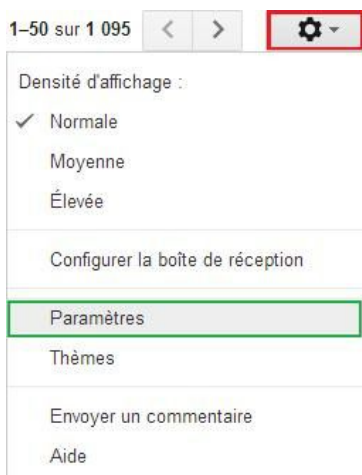 1–50 sur 1 095
Densité d'affichage :
Normale
Moyenne
Élevée
Configurer la boîte de réception
Paramètres
Thèmes
Envoyer un commentaire
Aide